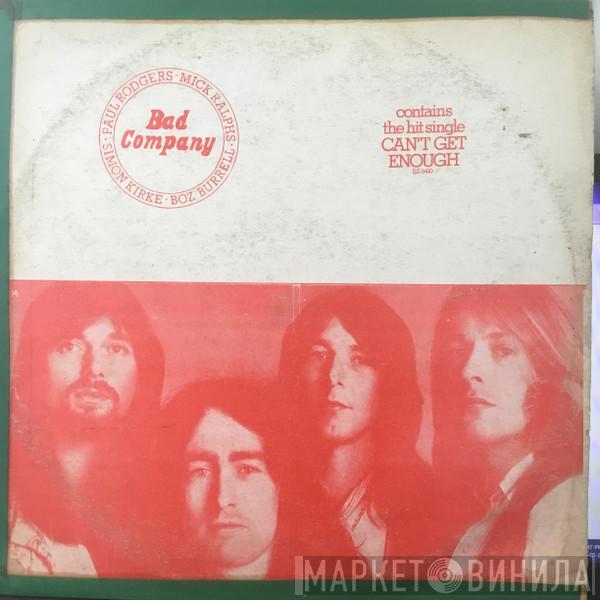 PAUL RODGERS · MICK RALPHS · BOZ BURRELL · SIMON KIRKE ·
Bad
Company
contains
the hit single
CAN'T GET
ENOUGH
14
МАРКЕТ ВИНИЛА